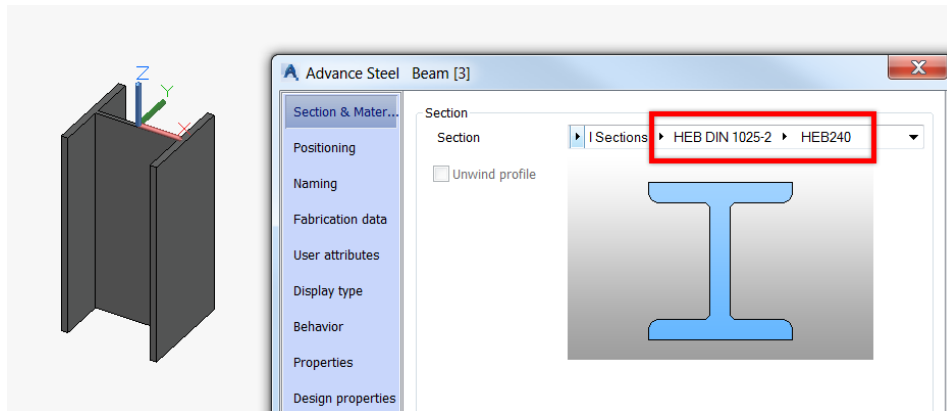 Z
Y
X
Advance Steel Beam [3]
X
Section & Mater...
Positioning
Naming
Fabrication data
User attributes
Display type
Behavior
Properties
Design properties
Section
Section
I Sections HEB DIN 1025-2 HEB240
Unwind profile